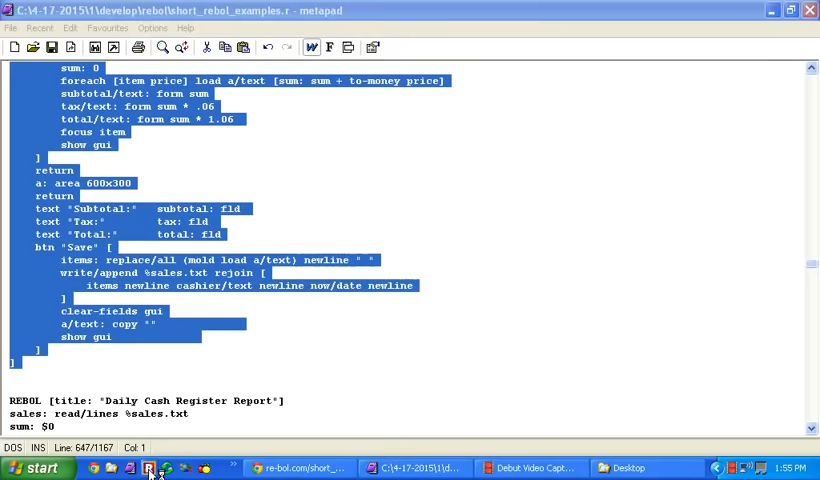 C:\4-17-2015\1\develop\rebol\short_rebol_examples.r - metapad
File Recent Edit Favourites Options Help
W F
sum: 0
foreach [item price] load a/text [sum: sum + to-money price]
subtotal/text: form sum
tax/text: form sum * .06
total/text: form sum * 1.06
focus item
show gui
]
return
a: area 600x300
return
text "Subtotal:" subtotal: fld
text "Tax:" tax: fld
text "Total:" total: fld
btn "Save" [
items: replace/all (mold load a/text) newline " "
write/append %sales.txt rejoin [
items newline cashier/text newline now/date newline
]
clear-fields gui
a/text: copy ""
show gui
]
]
REBOL [title: "Daily Cash Register Report"]
sales: read/lines %sales.txt
sum: $0
DOS INS Line: 647/1167 Col: 1
start R » re-bol.com/short_... C:\4-17-2015\1\d... Debut Video Capt... Desktop 1:55 PM